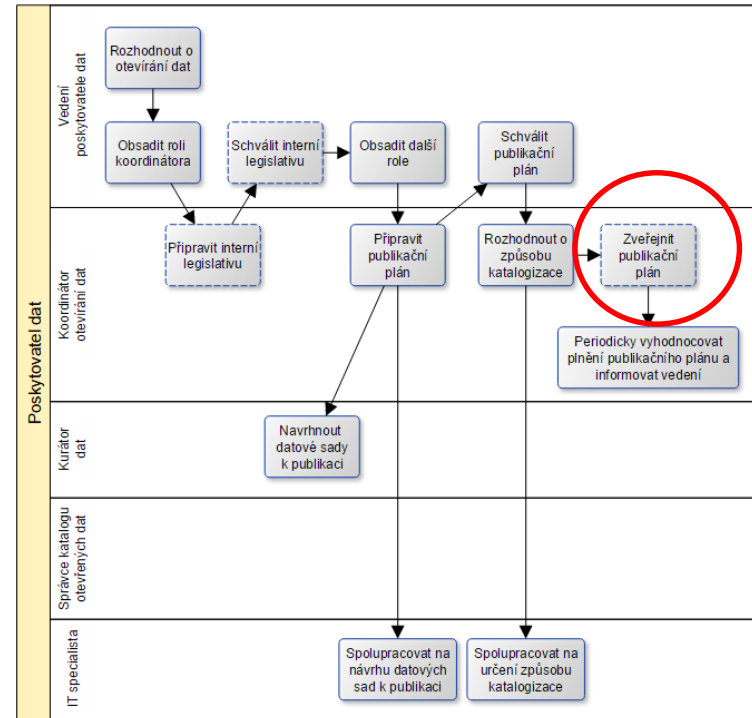 Poskytovatel dat
Vedení
poskytovatele dat
Rozhodnout o
otevírání dat
Obsadit roli
koordinátora
Schválit interní
legislativu
Obsadit další
role
Schválit
publikační
plán
Koordinátor
otevírání dat
Připravit interní
legislativu
Připravit
publikační
plán
Rozhodnout o
způsobu
katalogizace
Zveřejnit
publikační
plán
Periodicky vyhodnocovat
plnění publikačního plánu a
informovat vedení
Kurátor
dat
Navrhnout
datové sady
k publikaci
Správce katalogu
otevřených dat
IT specialista
Spolupracovat na
návrhu datových
sad k publikaci
Spolupracovat na
určení způsobu
katalogizace